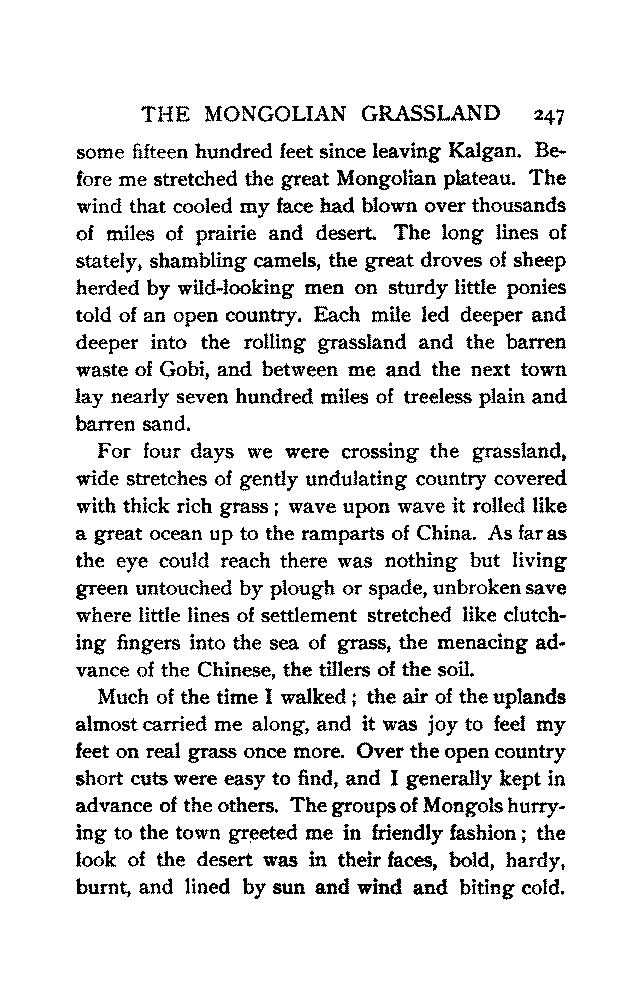 THE MONGOLIAN GRASSLAND 247
some fifteen hundred feet since leaving Kalgan. Be-
fore me stretched the great Mongolian plateau. The
wind that cooled my face had blown over thousands
of miles of prairie and desert. The long lines of
stately, shambling camels, the great droves of sheep
herded by wild-looking men on sturdy little ponies
told of an open country. Each mile led deeper and
deeper into the rolling grassland and the barren
waste of Gobi, and between me and the next town
lay nearly seven hundred miles of treeless plain and
barren sand.
For four days we were crossing the grassland,
wide stretches of gently undulating country covered
with thick rich grass ; wave upon wave it rolled like
a great ocean up to the ramparts of China. As far as
the eye could reach there was nothing but living
green untouched by plough or spade, unbroken save
where little lines of settlement stretched like clutch-
ing fingers into the sea of grass, the menacing ad-
vance of the Chinese, the tillers of the soil.
Much of the time I walked ; the air of the uplands
almost carried me along, and it was joy to feel my
feet on real grass once more. Over the open country
short cuts were easy to find, and I generally kept in
advance of the others. The groups of Mongols hurry-
ing to the town greeted me in friendly fashion ; the
look of the desert was in their faces, bold, hardy,
burnt, and lined by sun and wind and biting cold.